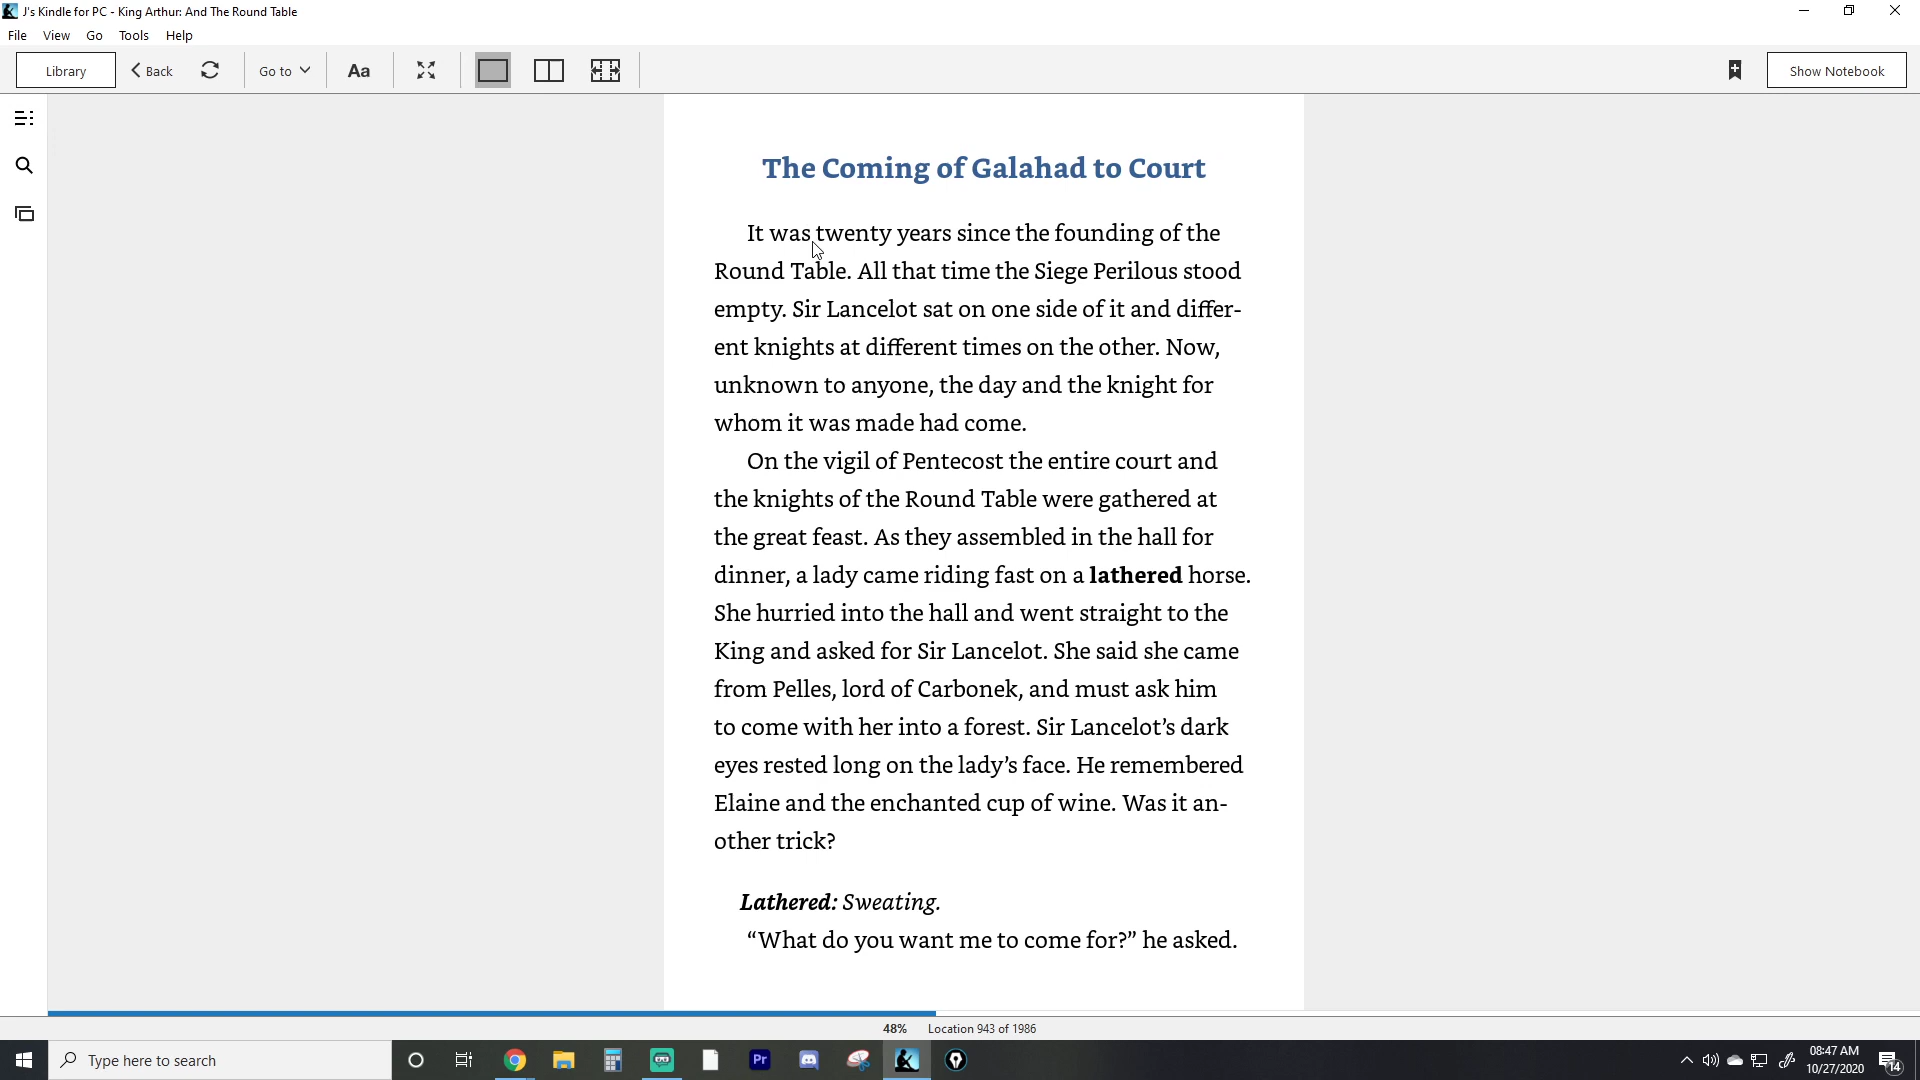 J's Kindle for PC - King Arthur: And The Round Table
File View Go Tools Help
Library Back Go to Aa Show Notebook
The Coming of Galahad to Court
It was twenty years since the founding of the
Round Table. All that time the Siege Perilous stood
empty. Sir Lancelot sat on one side of it and differ-
ent knights at different times on the other. Now,
unknown to anyone, the day and the knight for
whom it was made had come.
On the vigil of Pentecost the entire court and
the knights of the Round Table were gathered at
the great feast. As they assembled in the hall for
dinner, a lady came riding fast on a lathered horse.
She hurried into the hall and went straight to the
King and asked for Sir Lancelot. She said she came
from Pelles, lord of Carbonek, and must ask him
to come with her into a forest. Sir Lancelot’s dark
eyes rested long on the lady’s face. He remembered
Elaine and the enchanted cup of wine. Was it an-
other trick?
Lathered: Sweating.
“What do you want me to come for?” he asked.
48% Location 943 of 1986
Type here to search
Pr
08:47 AM
10/27/2020
14